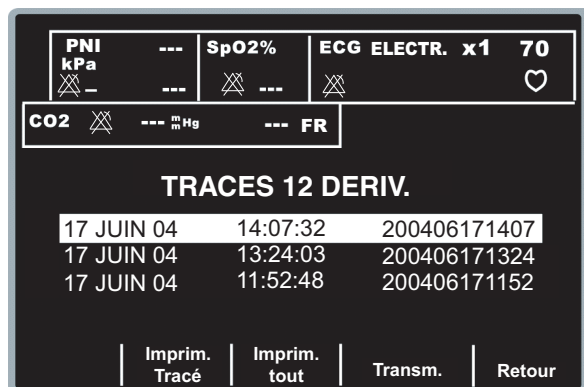 PNI --- SpO2% ECG ELECTR. x1 70
kPa
– --- ---
CO2 --- mmHg --- FR
TRACES 12 DERIV.
17 JUIN 04 14:07:32 200406171407
17 JUIN 04 13:24:03 200406171324
17 JUIN 04 11:52:48 200406171152
Imprim. Imprim.
Tracé tout Transm. Retour